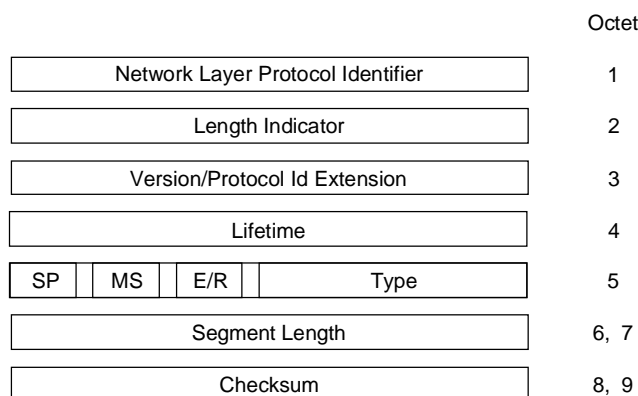 Octet
Network Layer Protocol Identifier 1
Length Indicator 2
Version/Protocol Id Extension 3
Lifetime 4
SP MS E/R Type 5
Segment Length 6, 7
Checksum 8, 9